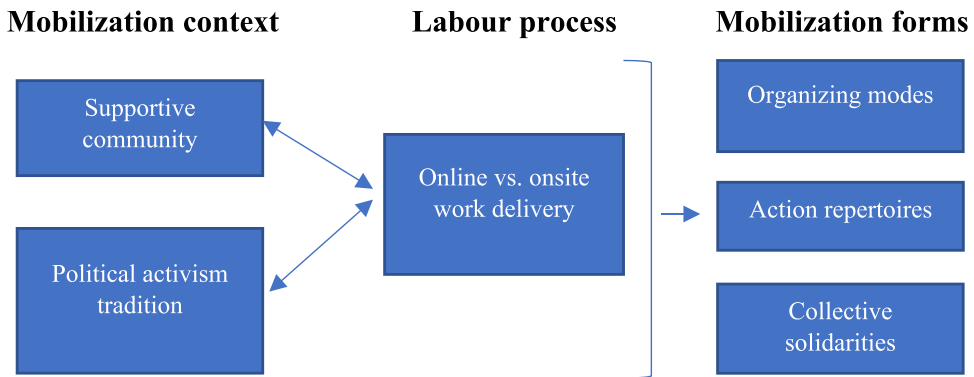 Mobilization context
Labour process
Mobilization forms
Supportive
community
Political activism
tradition
Online vs. onsite
work delivery
Organizing modes
Action repertoires
Collective
solidarities